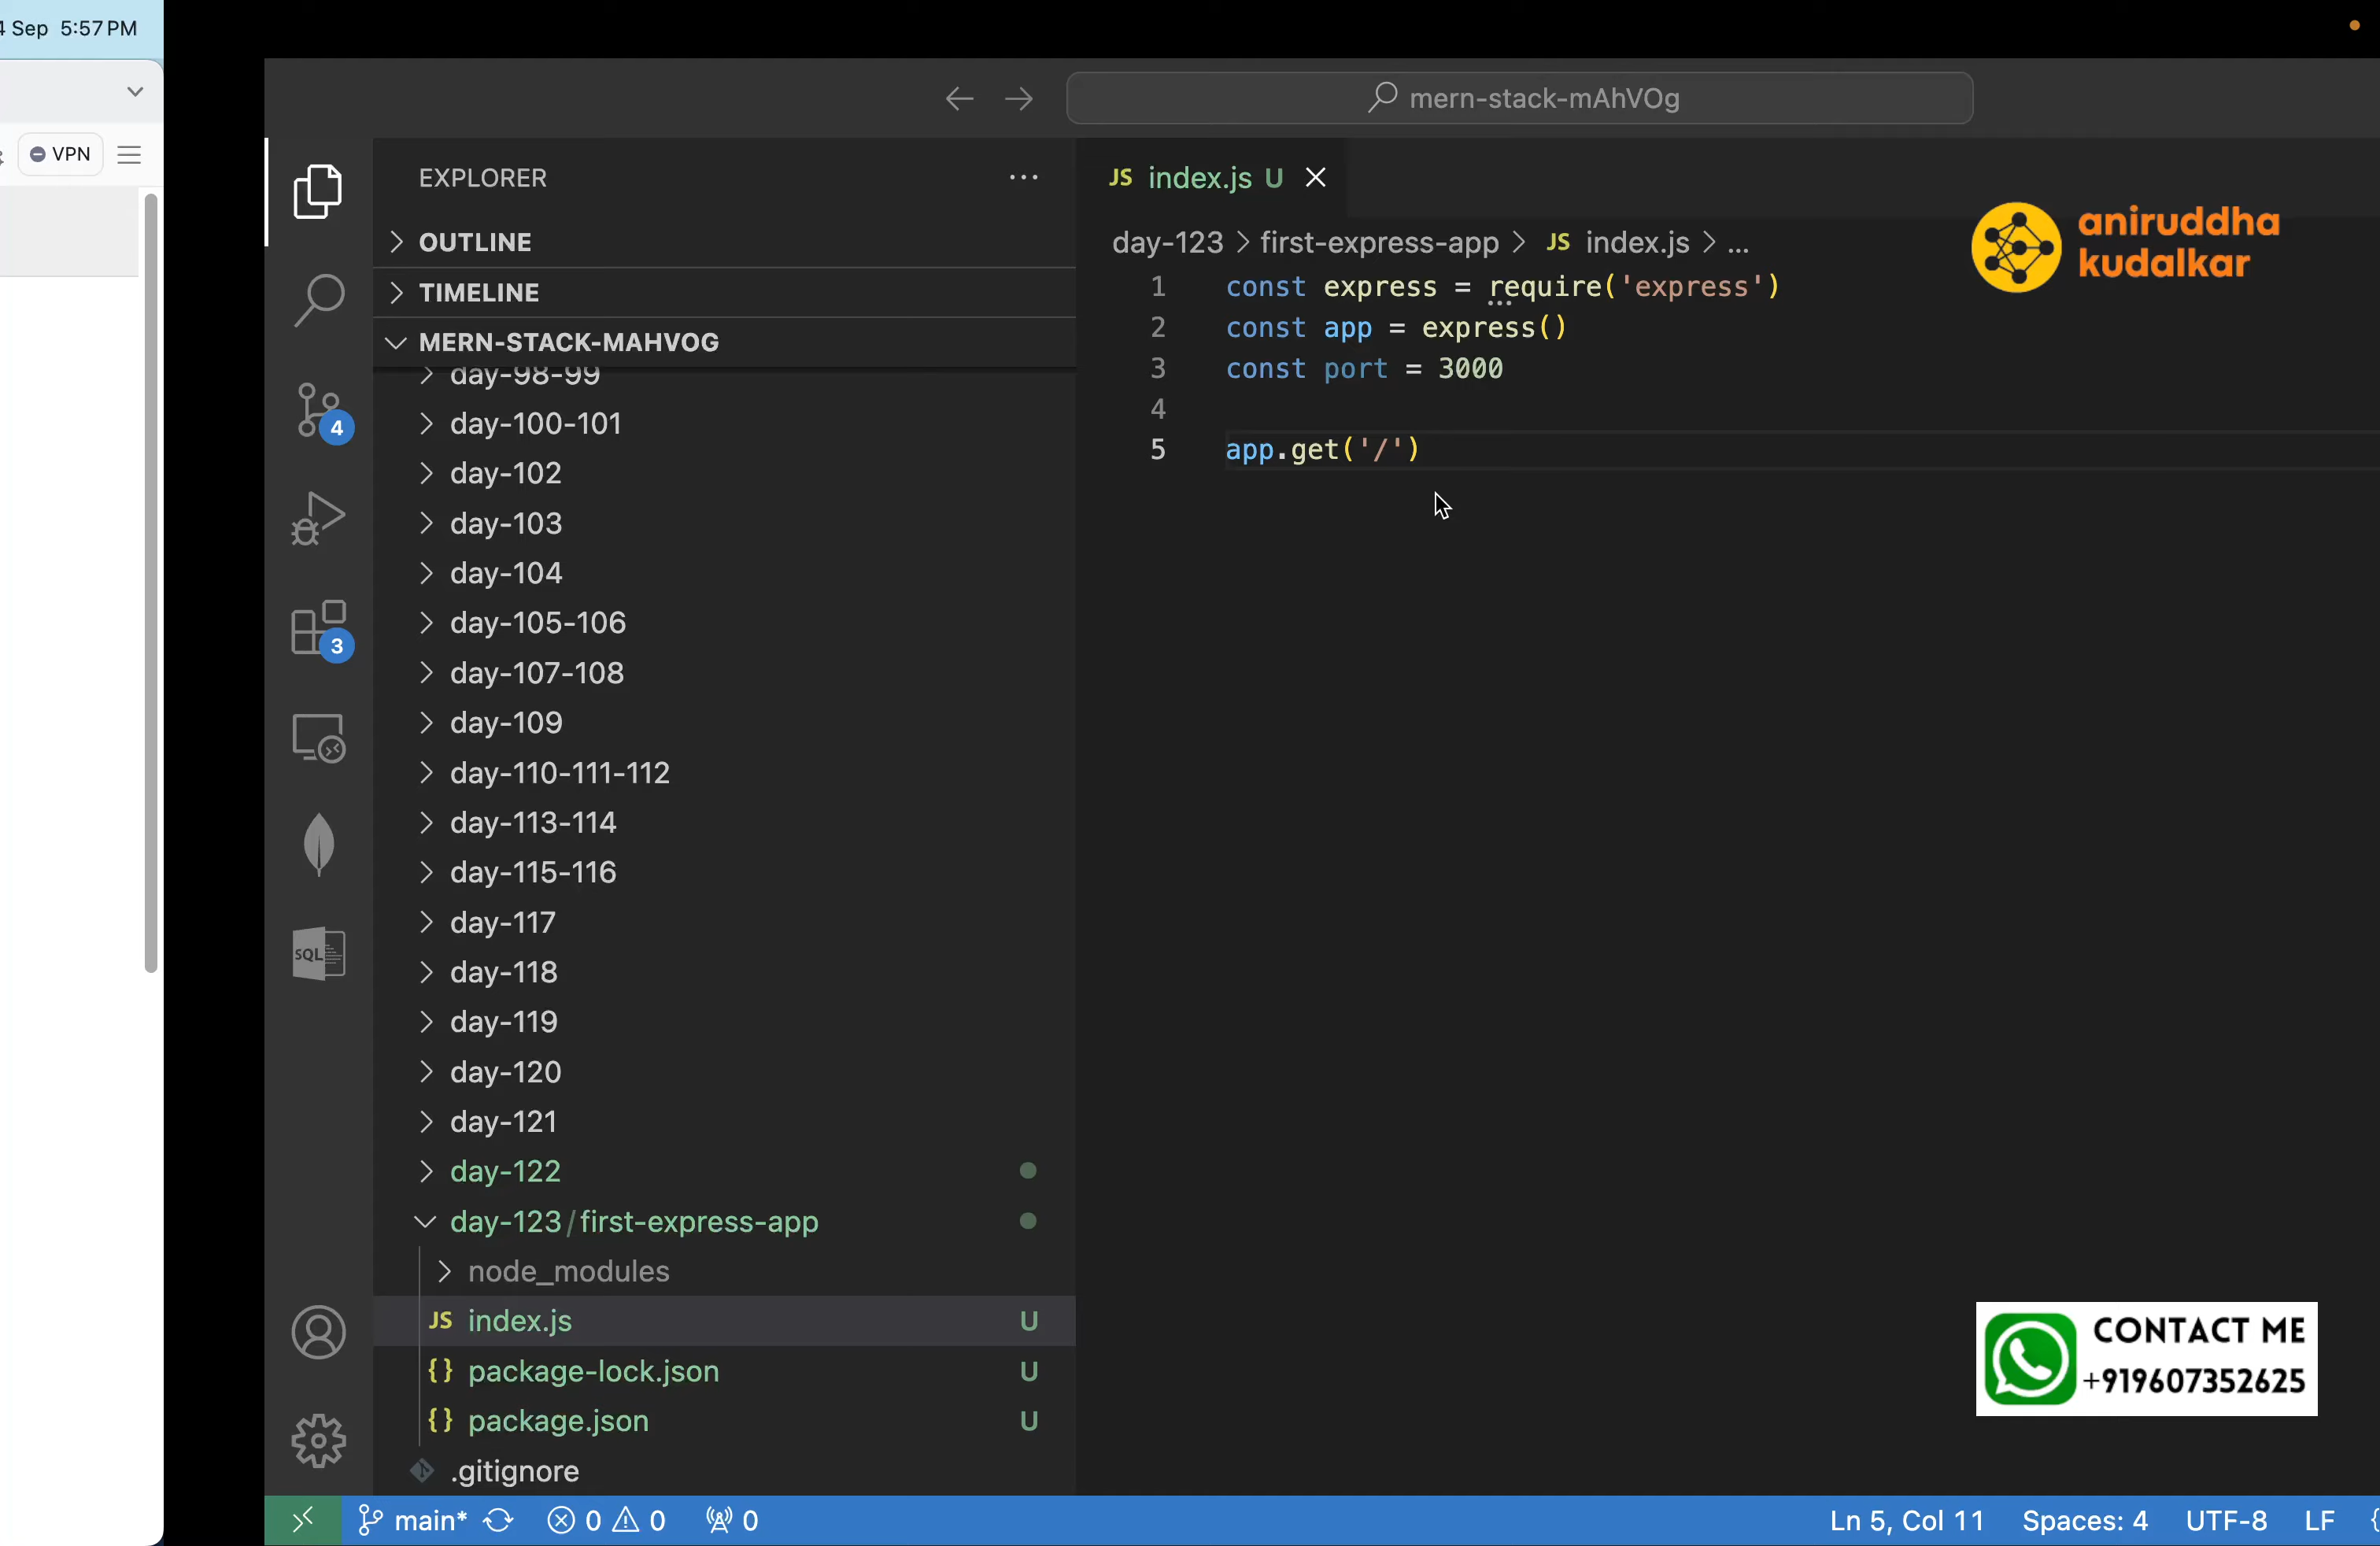 4 Sep 5:57 PM
VPN
mern-stack-mAhVOg
EXPLORER
OUTLINE
TIMELINE
MERN-STACK-MAHVOG
day-98-99
day-100-101
day-102
day-103
day-104
day-105-106
day-107-108
day-109
day-110-111-112
day-113-114
day-115-116
day-117
day-118
day-119
day-120
day-121
day-122
day-123/first-express-app
node_modules
JS index.js U
{} package-lock.json U
{} package.json U
.gitignore
4
3
SQL
JS index.js U
day-123 > first-express-app > JS index.js > ...
1 const express = require('express')
2 const app = express()
3 const port = 3000
4
5 app.get('/')
aniruddha
kudalkar
CONTACT ME
+919607352625
main* 0 0 0
Ln 5, Col 11 Spaces: 4 UTF-8 LF {